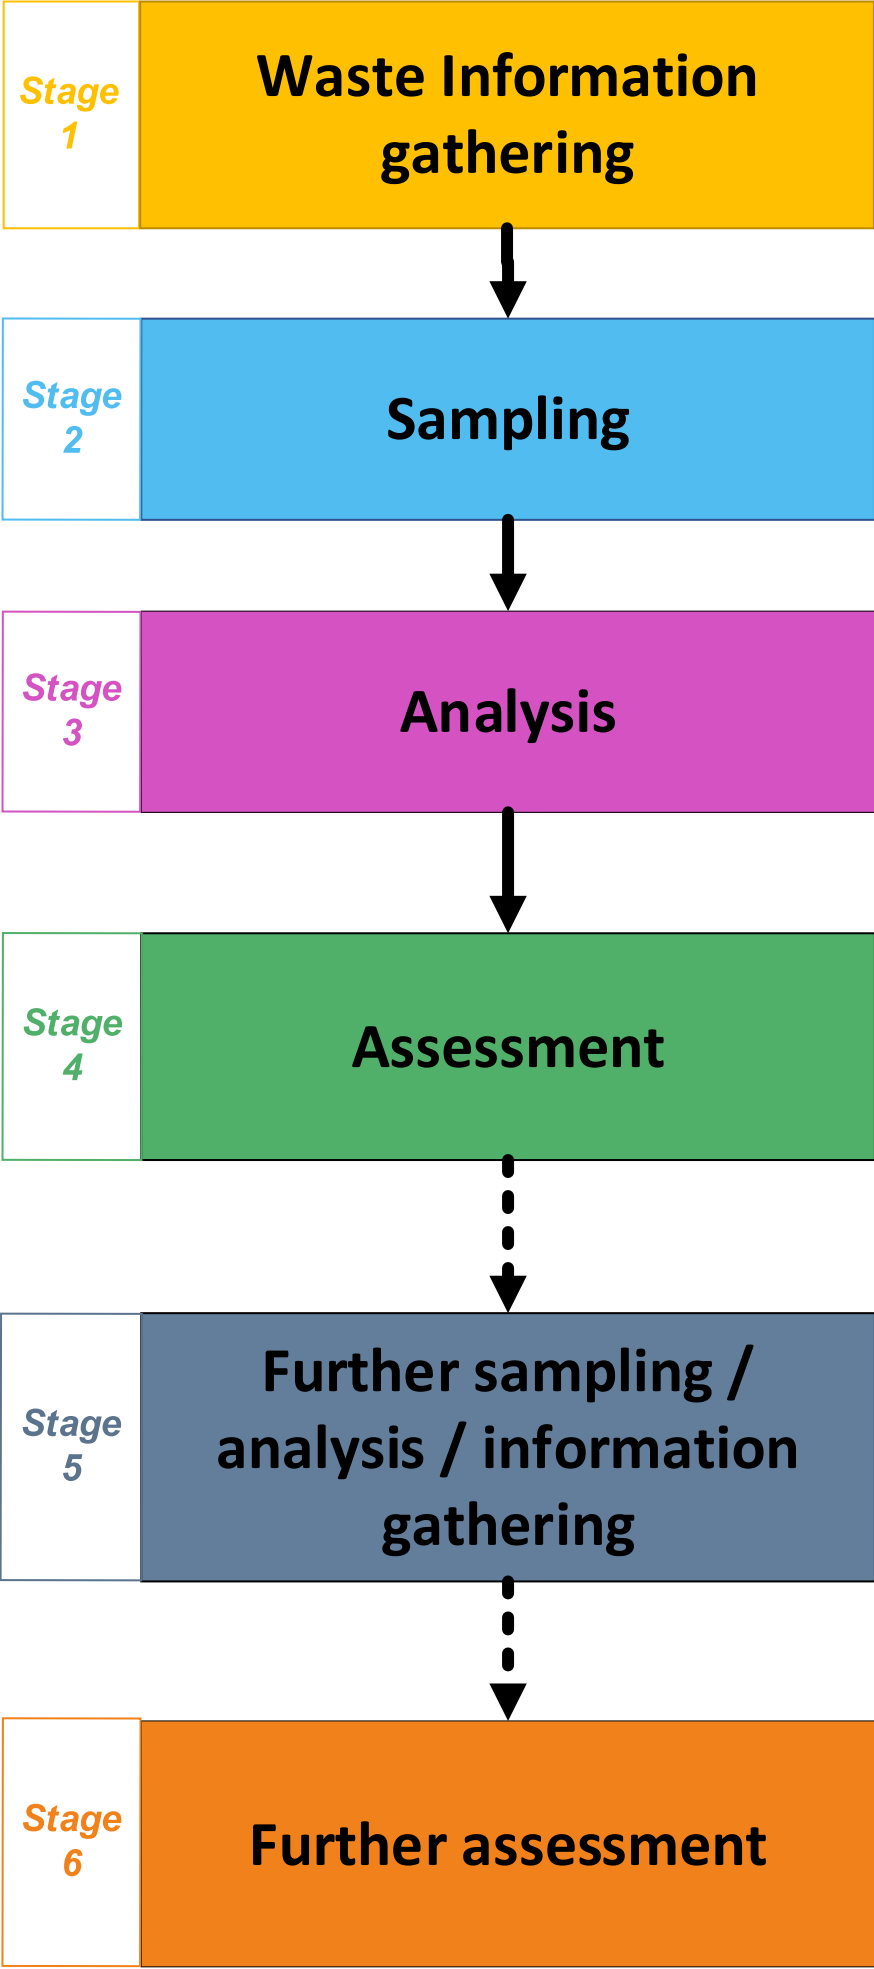 Stage
1
Waste Information
gathering
Stage
2
Sampling
Stage
3
Analysis
Stage
4
Assessment
Stage
5
Further sampling /
analysis / information
gathering
Stage
6
Further assessment